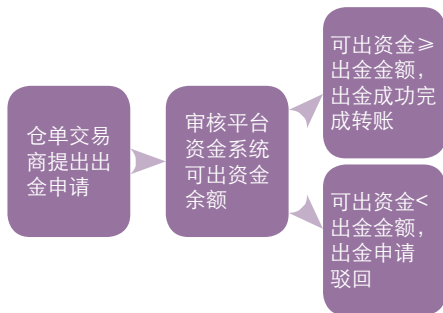 仓单交易
商提出出
金申请
审核平台
资金系统
可出资金
余额
可出资金≥
出金金额,
出金成功完
成转账
可出资金<
出金金额,
出金申请
驳回